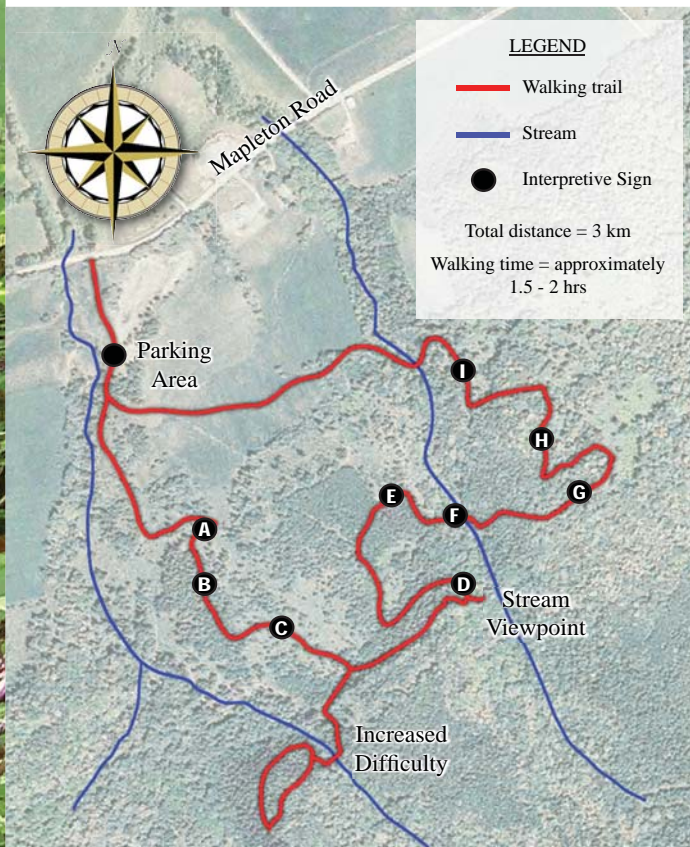 N
Mapleton Road
LEGEND
Walking trail
Stream
Interpretive Sign
Total distance = 3 km
Walking time = approximately
1.5 - 2 hrs
Parking
Area
I
H
G
E
F
A
B
D
C
Stream
Viewpoint
Increased
Difficulty